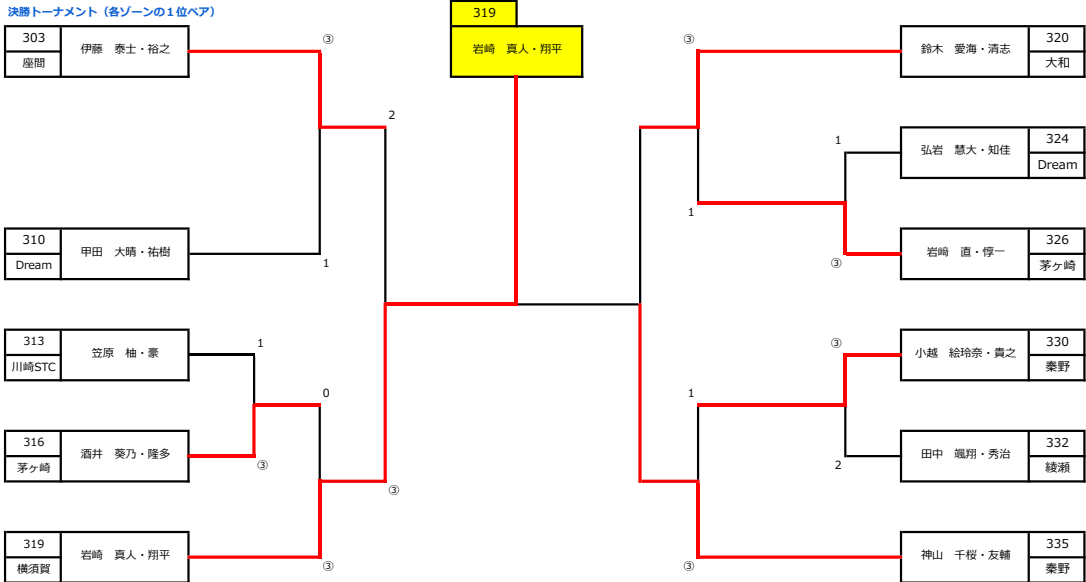 決勝トーナメント（各ゾーンの１位ペア）
319
岩崎　真人・翔平
303
座間
伊藤　泰士・裕之
③
2
310
Dream
甲田　大晴・祐樹
1
313
川崎STC
笠原　柚・豪
1
0
316
茅ヶ崎
酒井　葵乃・隆多
③
③
319
横須賀
岩崎　真人・翔平
③
③
鈴木　愛海・清志
320
大和
1
弘岩　慧大・知佳
324
Dream
1
③
岩﨑　直・惇一
326
茅ヶ崎
③
小越　絵玲奈・貴之
330
秦野
1
2
田中　颯翔・秀治
332
綾瀬
③
神山　千桜・友輔
335
秦野